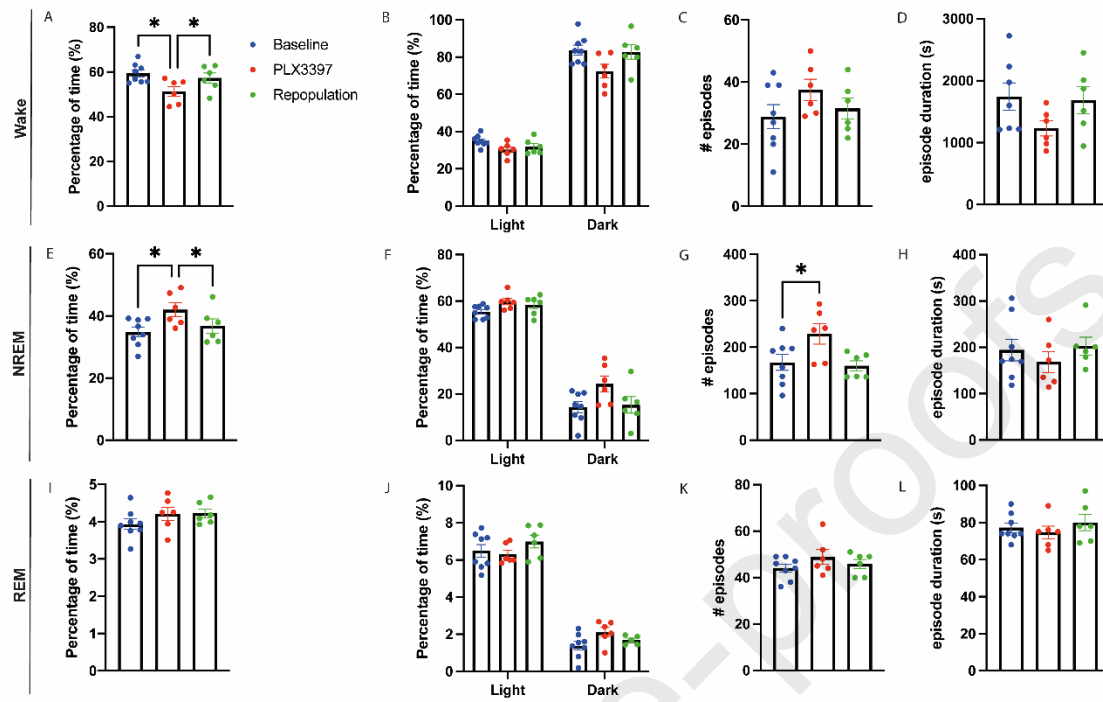 A
B
C
D
Wake
Percentage of time (%)
80
60
40
20
0
* *
Baseline
PLX3397
Repopulation
Percentage of time (%)
100
80
60
40
20
0
Light Dark
# episodes
60
40
20
0
episode duration (s)
3000
2000
1000
0
E
F
G
H
NREM
Percentage of time (%)
60
40
20
0
* *
Percentage of time (%)
80
60
40
20
0
Light Dark
# episodes
400
300
200
100
0
*
episode duration (s)
400
300
200
100
0
I
J
K
L
REM
Percentage of time (%)
5
4
3
2
1
0
Percentage of time (%)
10
8
6
4
2
0
Light Dark
# episodes
80
60
40
20
0
episode duration (s)
100
80
60
40
20
0
-proofs